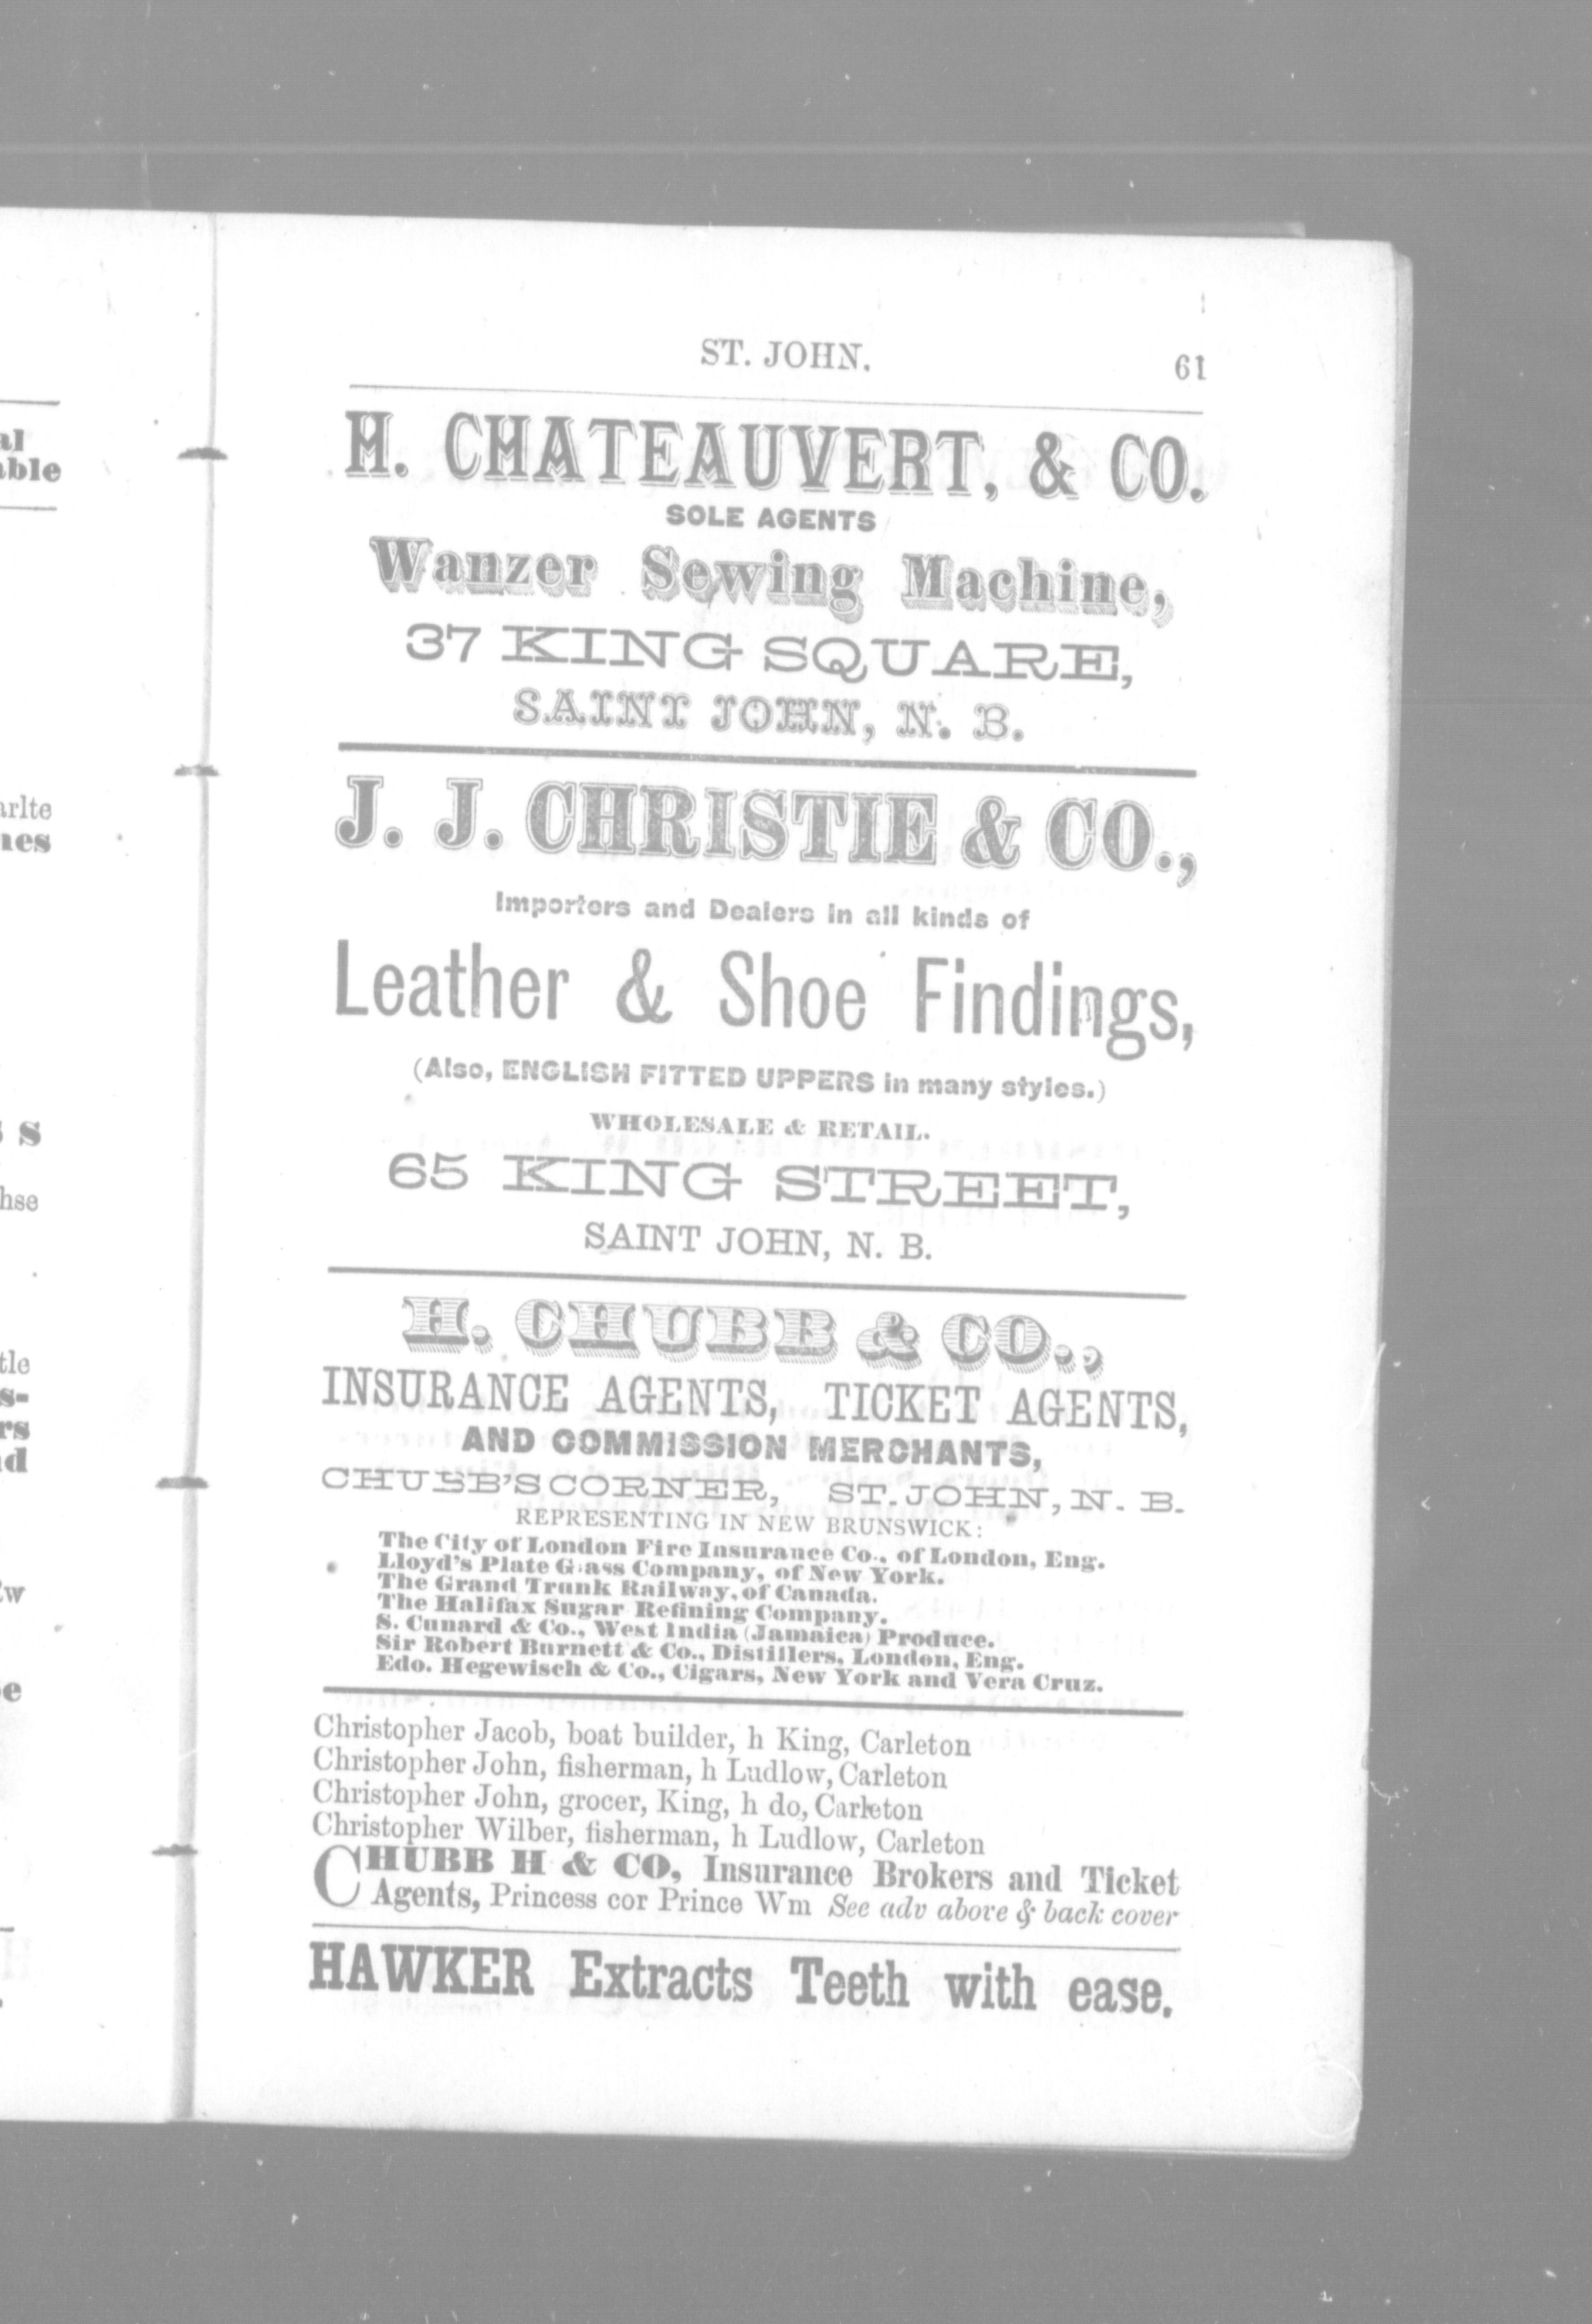 ST. JOHN. 61
H. CHATEAUVERT, & CO.
SOLE AGENTS
Wanzer Sewing Machine,
37 KING SQUARE,
SAINT JOHN, N. B.
J. J. CHRISTIE & CO.,
Importers and Dealers in all kinds of
Leather & Shoe Findings,
(Also, ENGLISH FITTED UPPERS in many styles.)
WHOLESALE & RETAIL.
65 KING STREET,
SAINT JOHN, N. B.
H. CHUBB & CO.,
INSURANCE AGENTS, TICKET AGENTS,
AND COMMISSION MERCHANTS,
CHUBB'S CORNER, ST. JOHN, N. B.
REPRESENTING IN NEW BRUNSWICK:
The City of London Fire Insurance Co., of London, Eng.
Lloyd's Plate Glass Company, of New York.
The Grand Trunk Railway, of Canada.
The Halifax Sugar Refining Company.
S. Cunard & Co., West India (Jamaica) Produce.
Sir Robert Burnett & Co., Distillers, London, Eng.
Edo. Hegewisch & Co., Cigars, New York and Vera Cruz.
Christopher Jacob, boat builder, h King, Carleton
Christopher John, fisherman, h Ludlow, Carleton
Christopher John, grocer, King, h do, Carleton
Christopher Wilber, fisherman, h Ludlow, Carleton
CHUBB H & CO, Insurance Brokers and Ticket
Agents, Princess cor Prince Wm See adv above & back cover
HAWKER Extracts Teeth with ease.